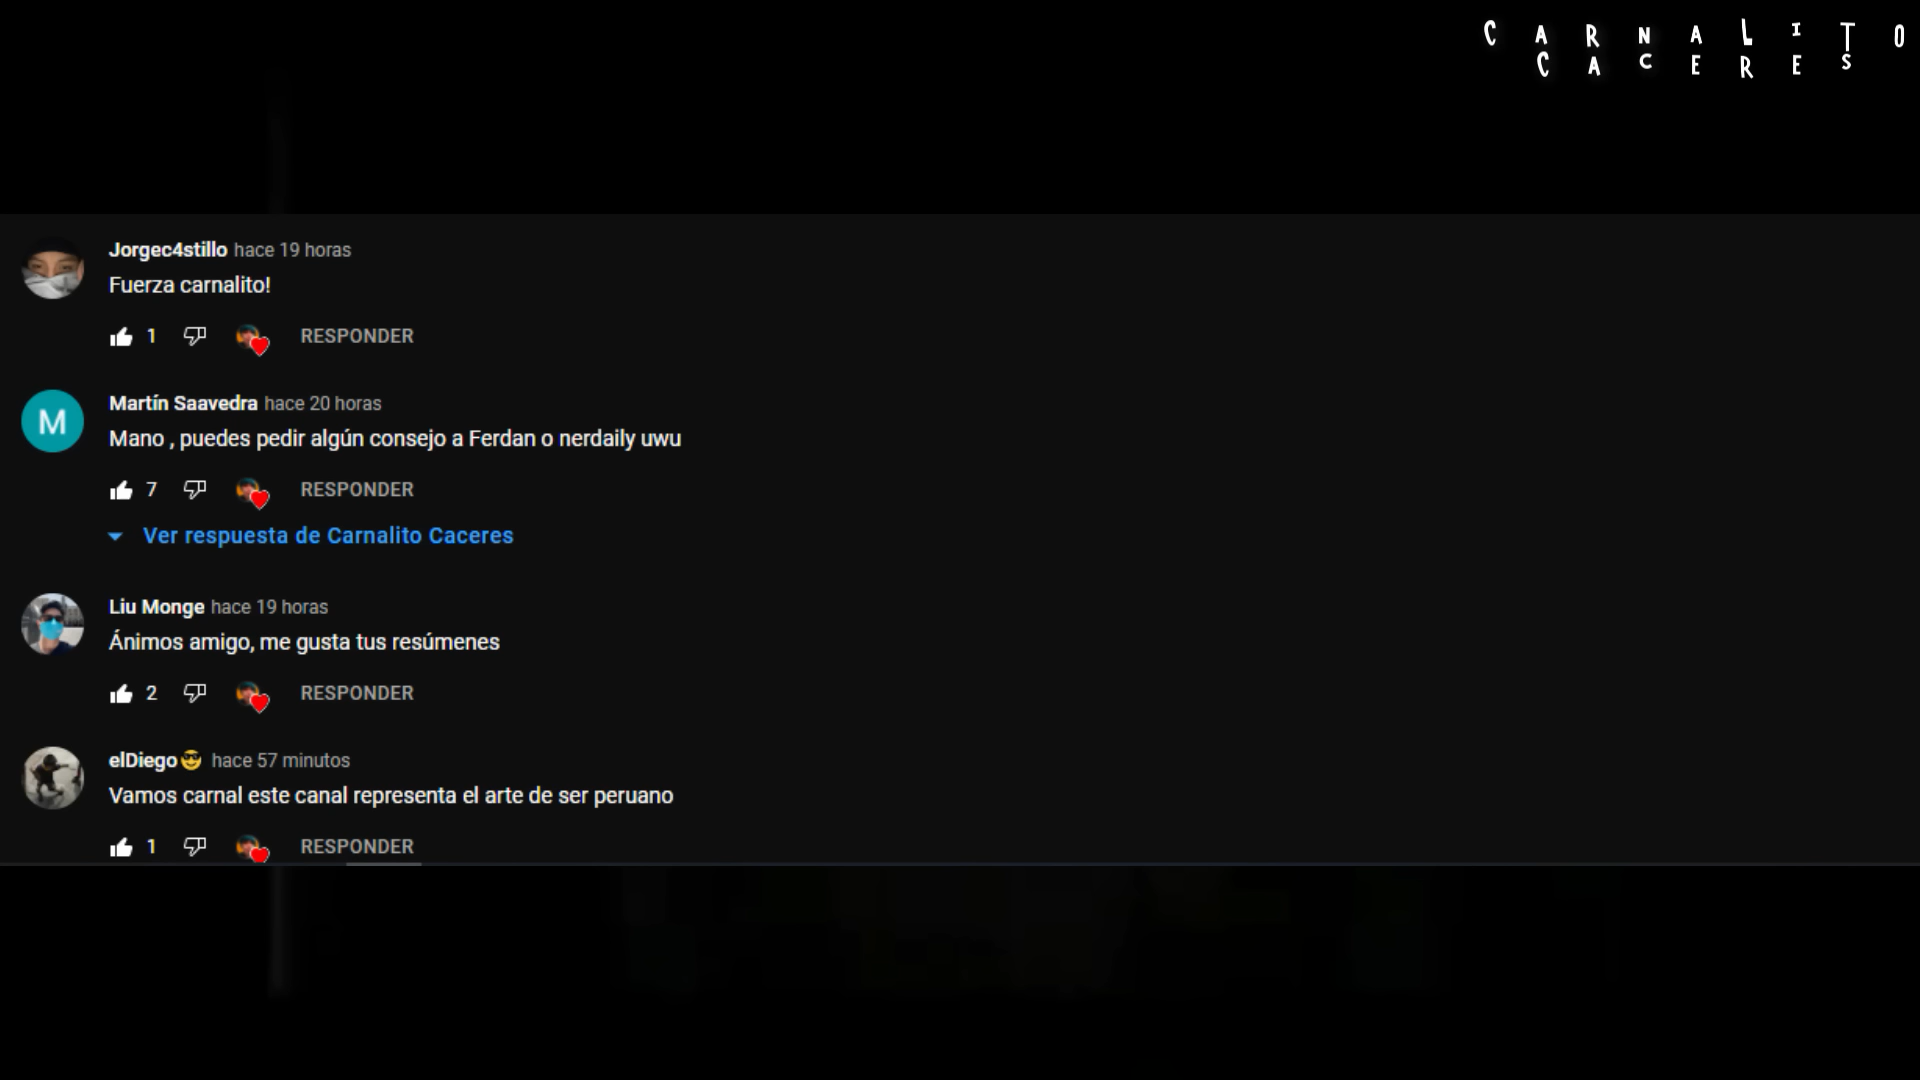 CARNALITO
CACERES
Jorgec4stillo hace 19 horas
Fuerza carnalito!
1 RESPONDER
M
Martín Saavedra hace 20 horas
Mano , puedes pedir algún consejo a Ferdan o nerdaily uwu
7 RESPONDER
Ver respuesta de Carnalito Caceres
Liu Monge hace 19 horas
Ánimos amigo, me gusta tus resúmenes
2 RESPONDER
elDiego😎 hace 57 minutos
Vamos carnal este canal representa el arte de ser peruano
1 RESPONDER